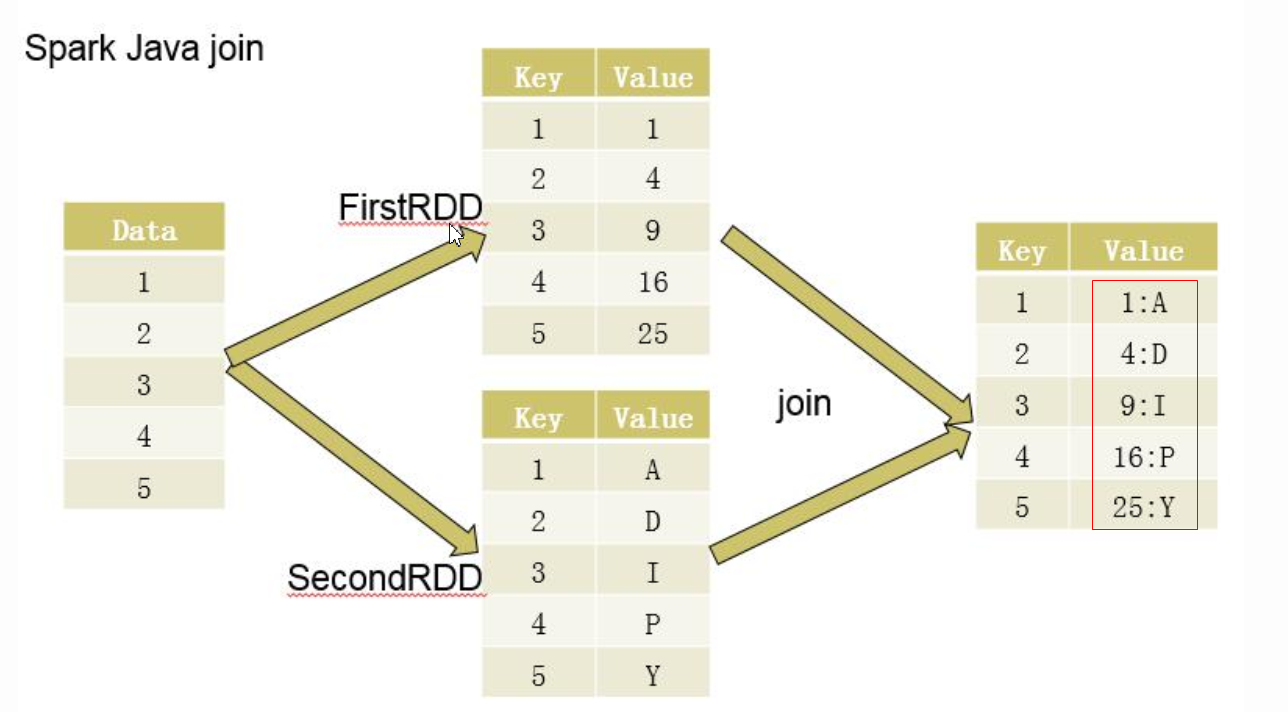 Spark Java join
Data
1
2
3
4
5
FirstRDD
Key Value
1 1
2 4
3 9
4 16
5 25
SecondRDD
Key Value
1 A
2 D
3 I
4 P
5 Y
join
Key Value
1 1:A
2 4:D
3 9:I
4 16:P
5 25:Y